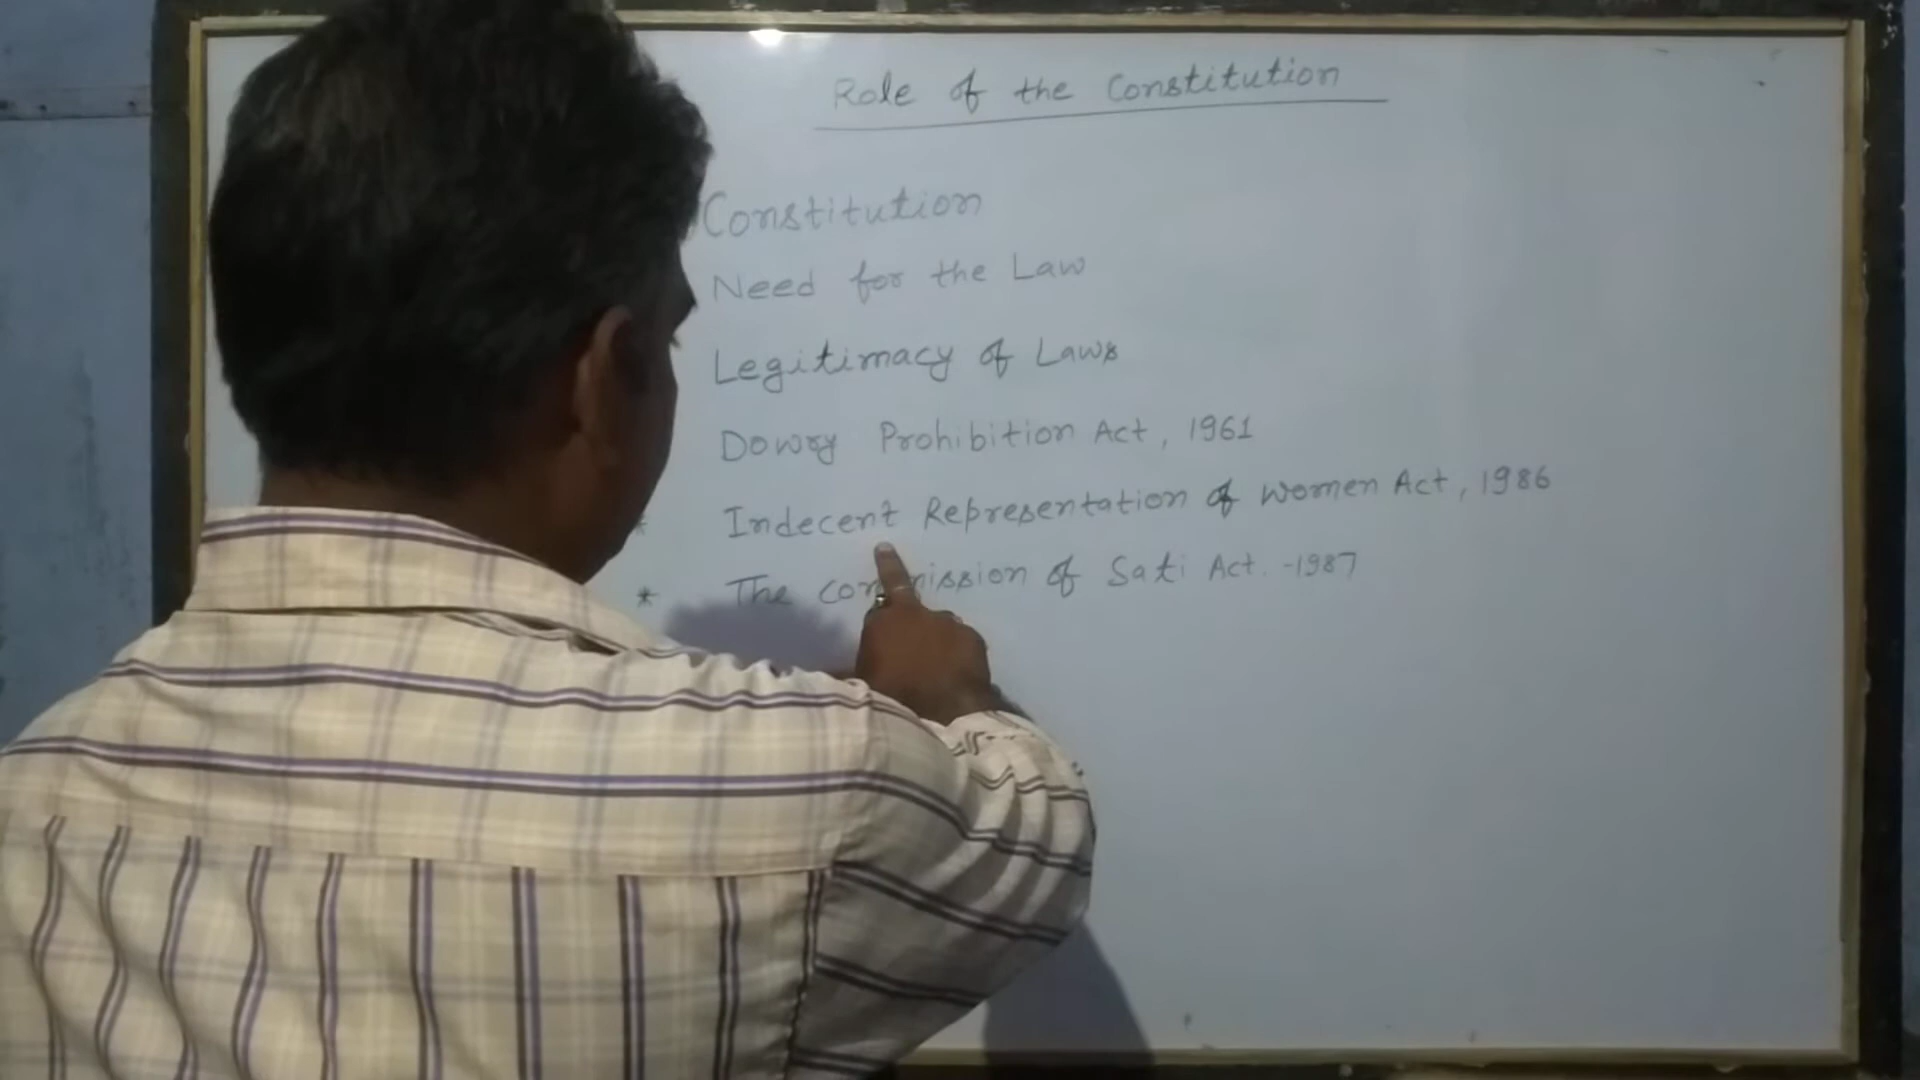 Role of the Constitution
Constitution
Need for the Law
Legitimacy of Laws
Dowry Prohibition Act, 1961
* Indecent Representation of Women Act, 1986
* The commission of Sati Act. -1987